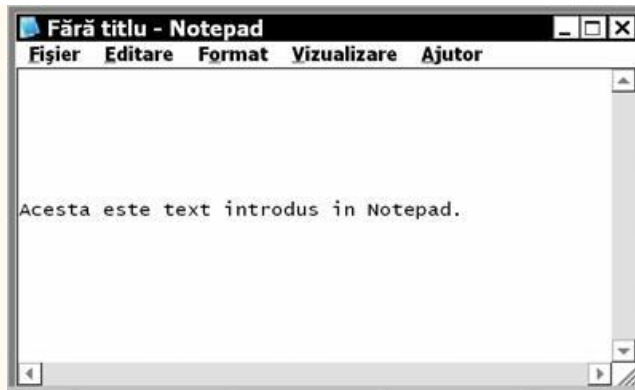 Fără titlu - Notepad
Fișier Editare Format Vizualizare Ajutor
Acesta este text introdus in Notepad.